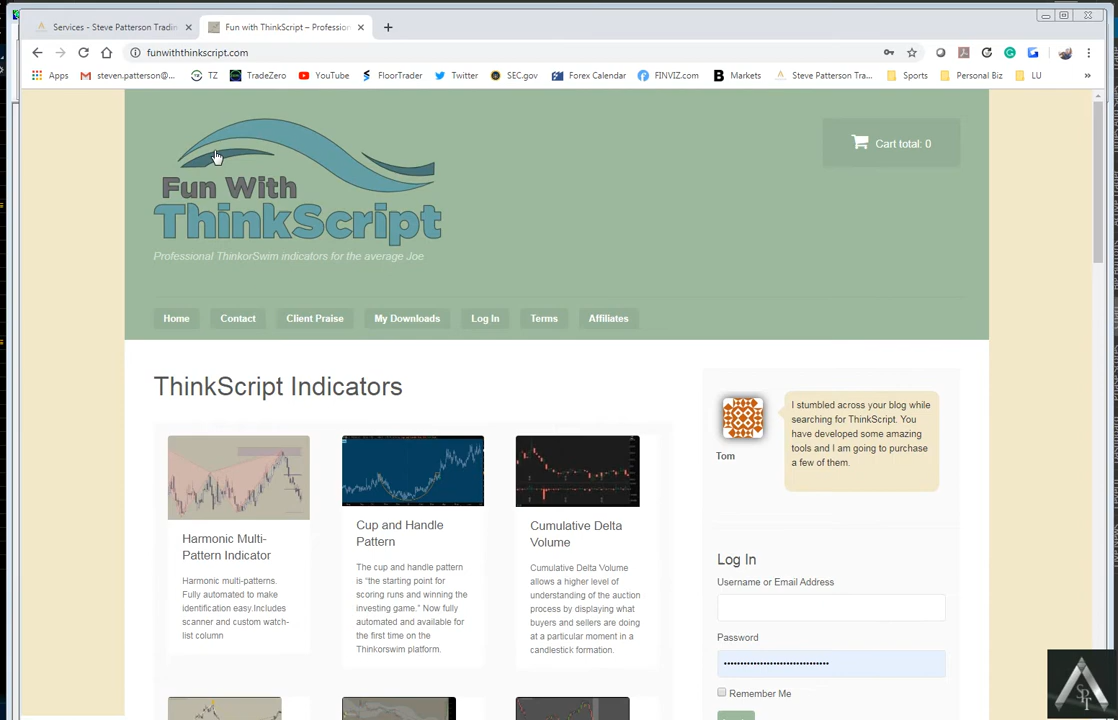 Services - Steve Patterson Tradin
Fun with ThinkScript – Professio
funwiththinkscript.com
Apps
steven.patterson@...
TZ
TradeZero
YouTube
FloorTrader
Twitter
SEC.gov
Forex Calendar
FINVIZ.com
Markets
Steve Patterson Tra...
Sports
Personal Biz
LU
Fun With
ThinkScript
Professional ThinkorSwim indicators for the average Joe
Cart total: 0
Home
Contact
Client Praise
My Downloads
Log In
Terms
Affiliates
ThinkScript Indicators
Harmonic Multi-
Pattern Indicator
Harmonic multi-patterns.
Fully automated to make
identification easy.Includes
scanner and custom watch-
list column
Cup and Handle
Pattern
The cup and handle pattern
is “the starting point for
scoring runs and winning the
investing game.” Now fully
automated and available for
the first time on the
Thinkorswim platform.
Cumulative Delta
Volume
Cumulative Delta Volume
allows a higher level of
understanding of the auction
process by displaying what
buyers and sellers are doing
at a particular moment in a
candlestick formation.
Tom
I stumbled across your blog while
searching for ThinkScript. You
have developed some amazing
tools and I am going to purchase
a few of them.
Log In
Username or Email Address
Password
Remember Me
SPT